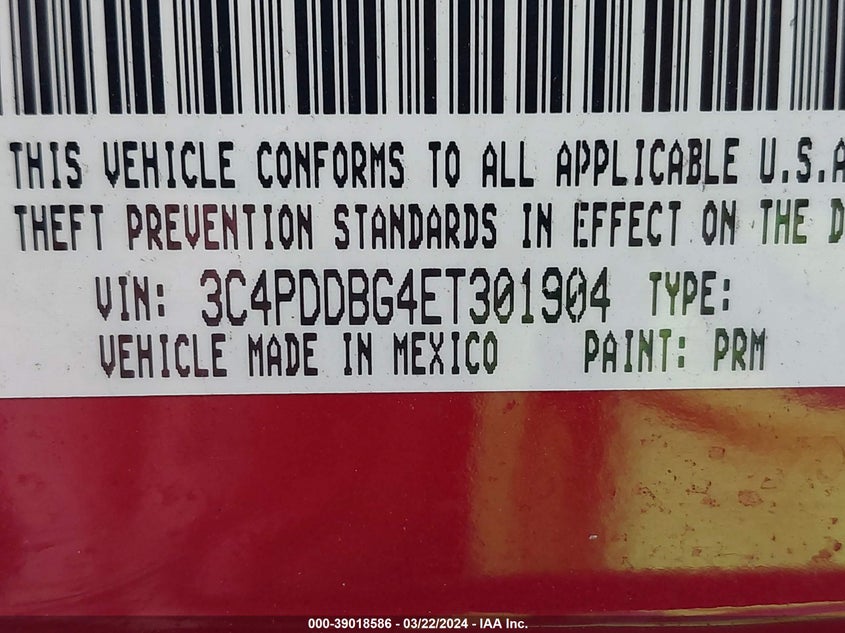 THIS VEHICLE CONFORMS TO ALL APPLICABLE U.S.A
THEFT PREVENTION STANDARDS IN EFFECT ON THE D
VIN: 3C4PDDBG4ET301904 TYPE:
VEHICLE MADE IN MEXICO PAINT: PRM
000-39018586 - 03/22/2024 - IAA Inc.